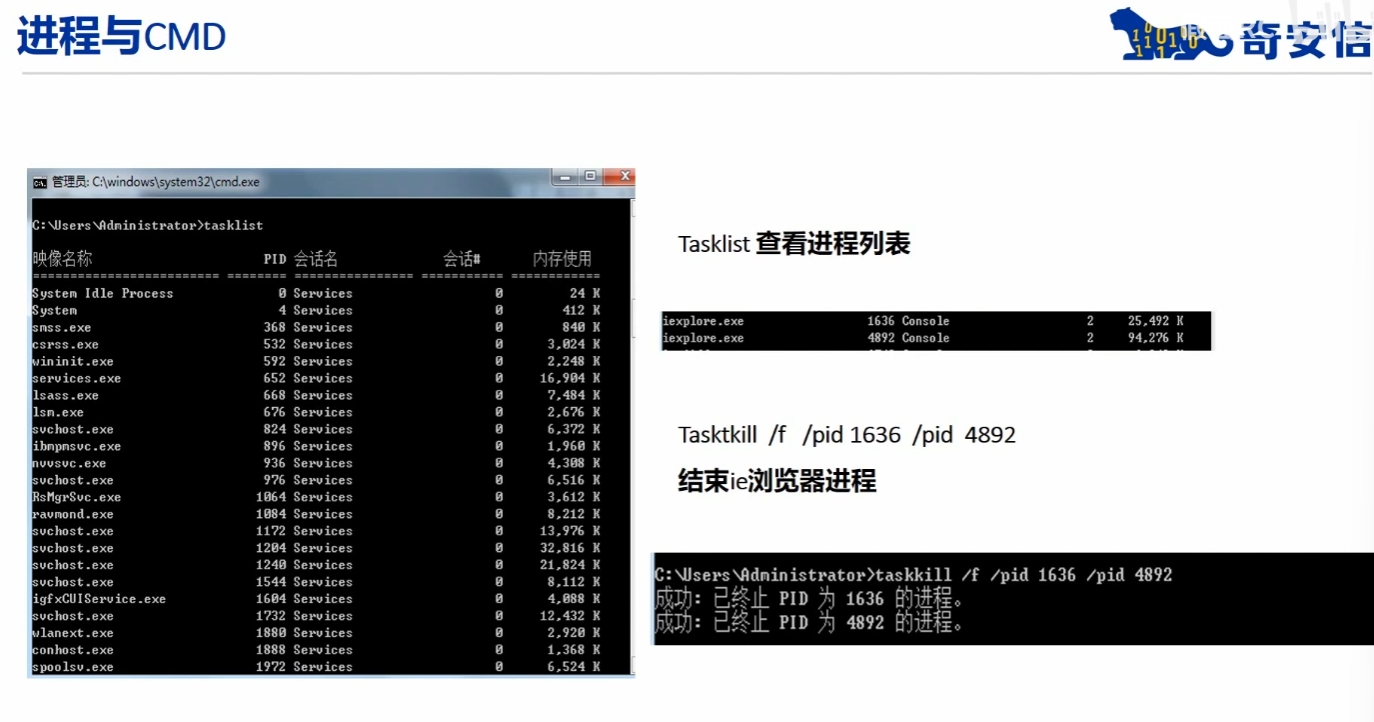 进程与CMD
奇安信
管理员: C:\windows\system32\cmd.exe
C:\Users\Administrator>tasklist
映像名称 PID 会话名 会话# 内存使用
========================= ======== ================ =========== ============
System Idle Process 0 Services 0 24 K
System 4 Services 0 412 K
smss.exe 368 Services 0 840 K
csrss.exe 532 Services 0 3,024 K
wininit.exe 592 Services 0 2,248 K
services.exe 652 Services 0 16,904 K
lsass.exe 668 Services 0 7,484 K
lsm.exe 676 Services 0 2,676 K
svchost.exe 824 Services 0 6,372 K
ibmpmsvc.exe 896 Services 0 1,960 K
nvvsvc.exe 936 Services 0 4,308 K
svchost.exe 976 Services 0 6,516 K
RsMgrSvc.exe 1064 Services 0 3,612 K
ravmond.exe 1084 Services 0 8,212 K
svchost.exe 1172 Services 0 13,976 K
svchost.exe 1204 Services 0 32,816 K
svchost.exe 1240 Services 0 21,824 K
svchost.exe 1544 Services 0 8,112 K
igfxCUIService.exe 1604 Services 0 4,088 K
svchost.exe 1732 Services 0 12,432 K
wlanext.exe 1880 Services 0 2,920 K
conhost.exe 1888 Services 0 1,368 K
spoolsv.exe 1972 Services 0 6,524 K
Tasklist 查看进程列表
iexplore.exe 1636 Console 2 25,492 K
iexplore.exe 4892 Console 2 94,276 K
Tasktkill /f /pid 1636 /pid 4892
结束ie浏览器进程
C:\Users\Administrator>taskkill /f /pid 1636 /pid 4892
成功: 已终止 PID 为 1636 的进程。
成功: 已终止 PID 为 4892 的进程。